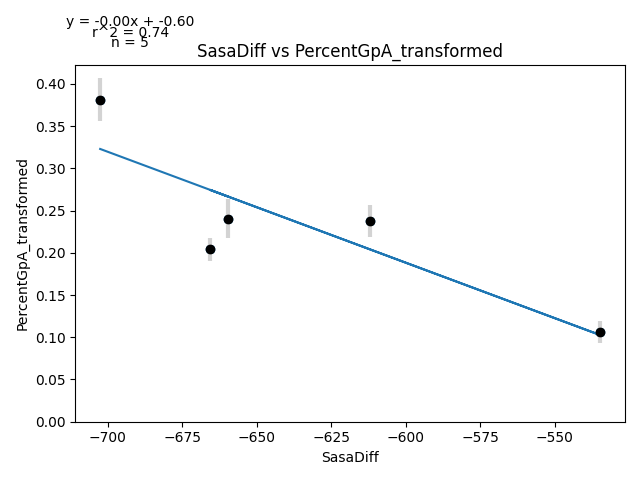 y = -0.00x + -0.60
r^2 = 0.74
n = 5
SasaDiff vs PercentGpA_transformed
PercentGpA_transformed
0.40
0.35
0.30
0.25
0.20
0.15
0.10
0.05
0.00
−700 −675 −650 −625 −600 −575 −550
SasaDiff